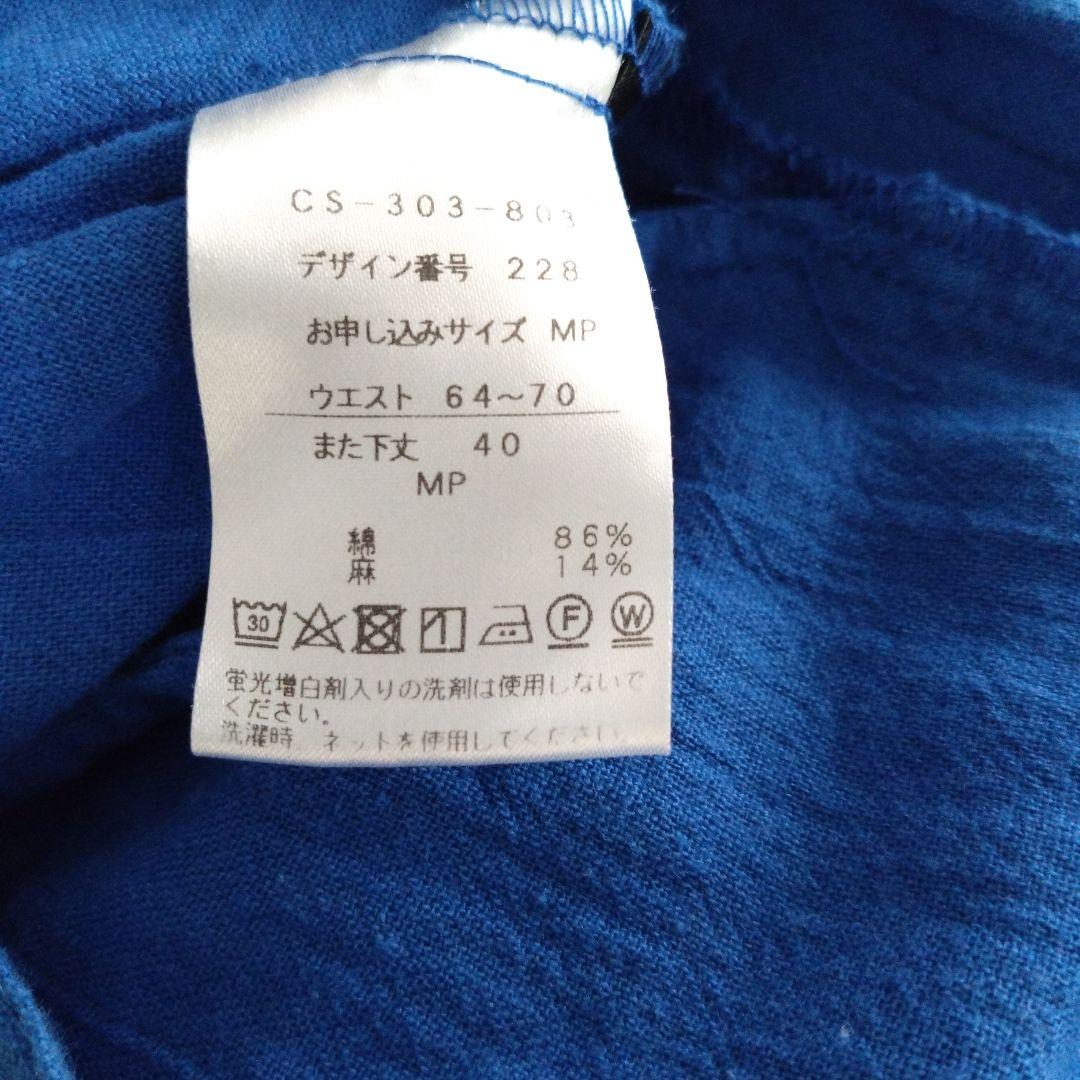 CS-303-803
デザイン番号 228
お申し込みサイズ MP
ウエスト 64～70
また下丈 40
MP
綿 86%
麻 14%
30 1 F W
蛍光増白剤入りの洗剤は使用しないで
ください。
洗濯時、ネットを使用してください。